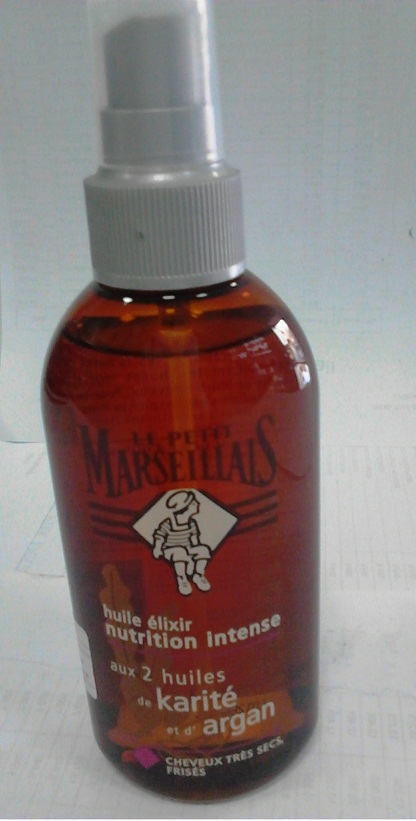 LE PETIT
MARSEILLAIS
huile élixir
nutrition intense
aux 2 huiles
de karité
et d'argan
CHEVEUX TRÈS SECS,
FRISÉS